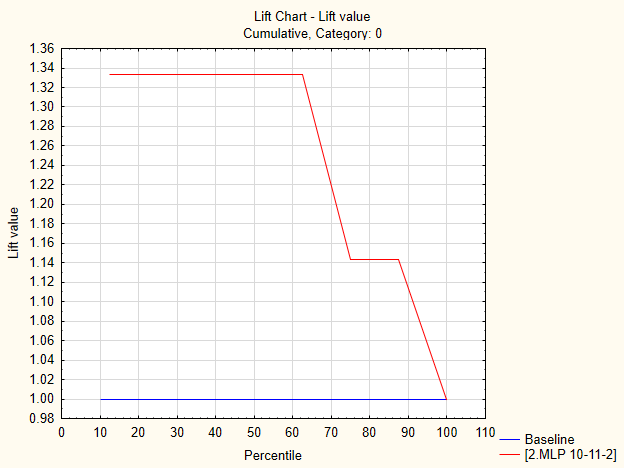 Lift Chart - Lift value
Cumulative, Category: 0
1.36
1.34
1.32
1.30
1.28
1.26
1.24
1.22
1.20
1.18
1.16
1.14
1.12
1.10
1.08
1.06
1.04
1.02
1.00
0.98
Lift value
0 10 20 30 40 50 60 70 80 90 100 110
Percentile
Baseline
[2.MLP 10-11-2]